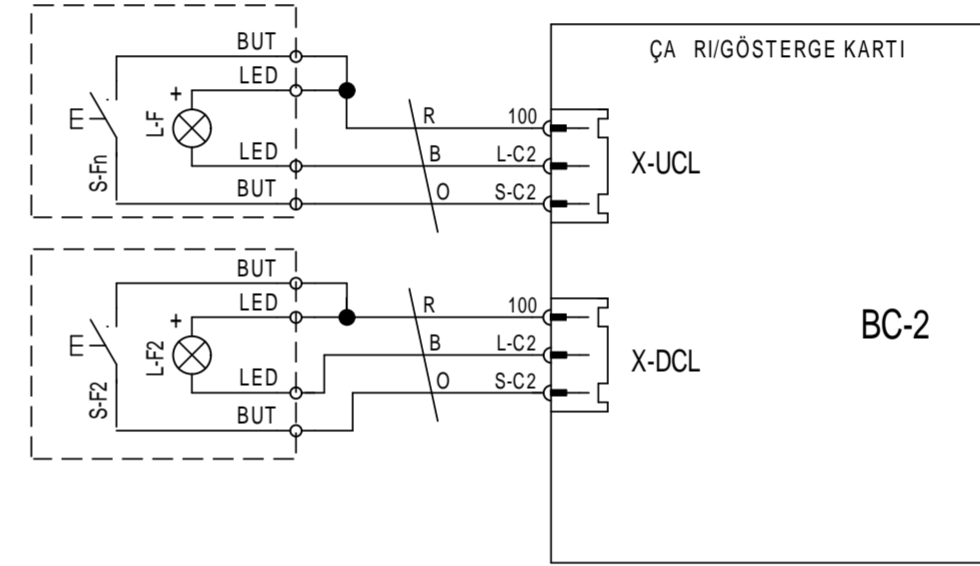 ÇA RI/GÖSTERGE KARTI
BUT
LED
+
L-F
S-Fn
LED
BUT
R
100
B
L-C2
O
S-C2
X-UCL
BUT
LED
+
L-F2
S-F2
LED
BUT
R
100
B
L-C2
O
S-C2
X-DCL
BC-2